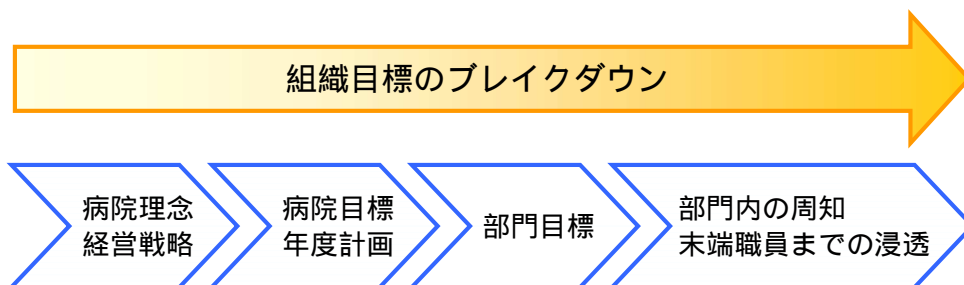 組織目標のブレイクダウン
病院理念
経営戦略
病院目標
年度計画
部門目標
部門内の周知
末端職員までの浸透